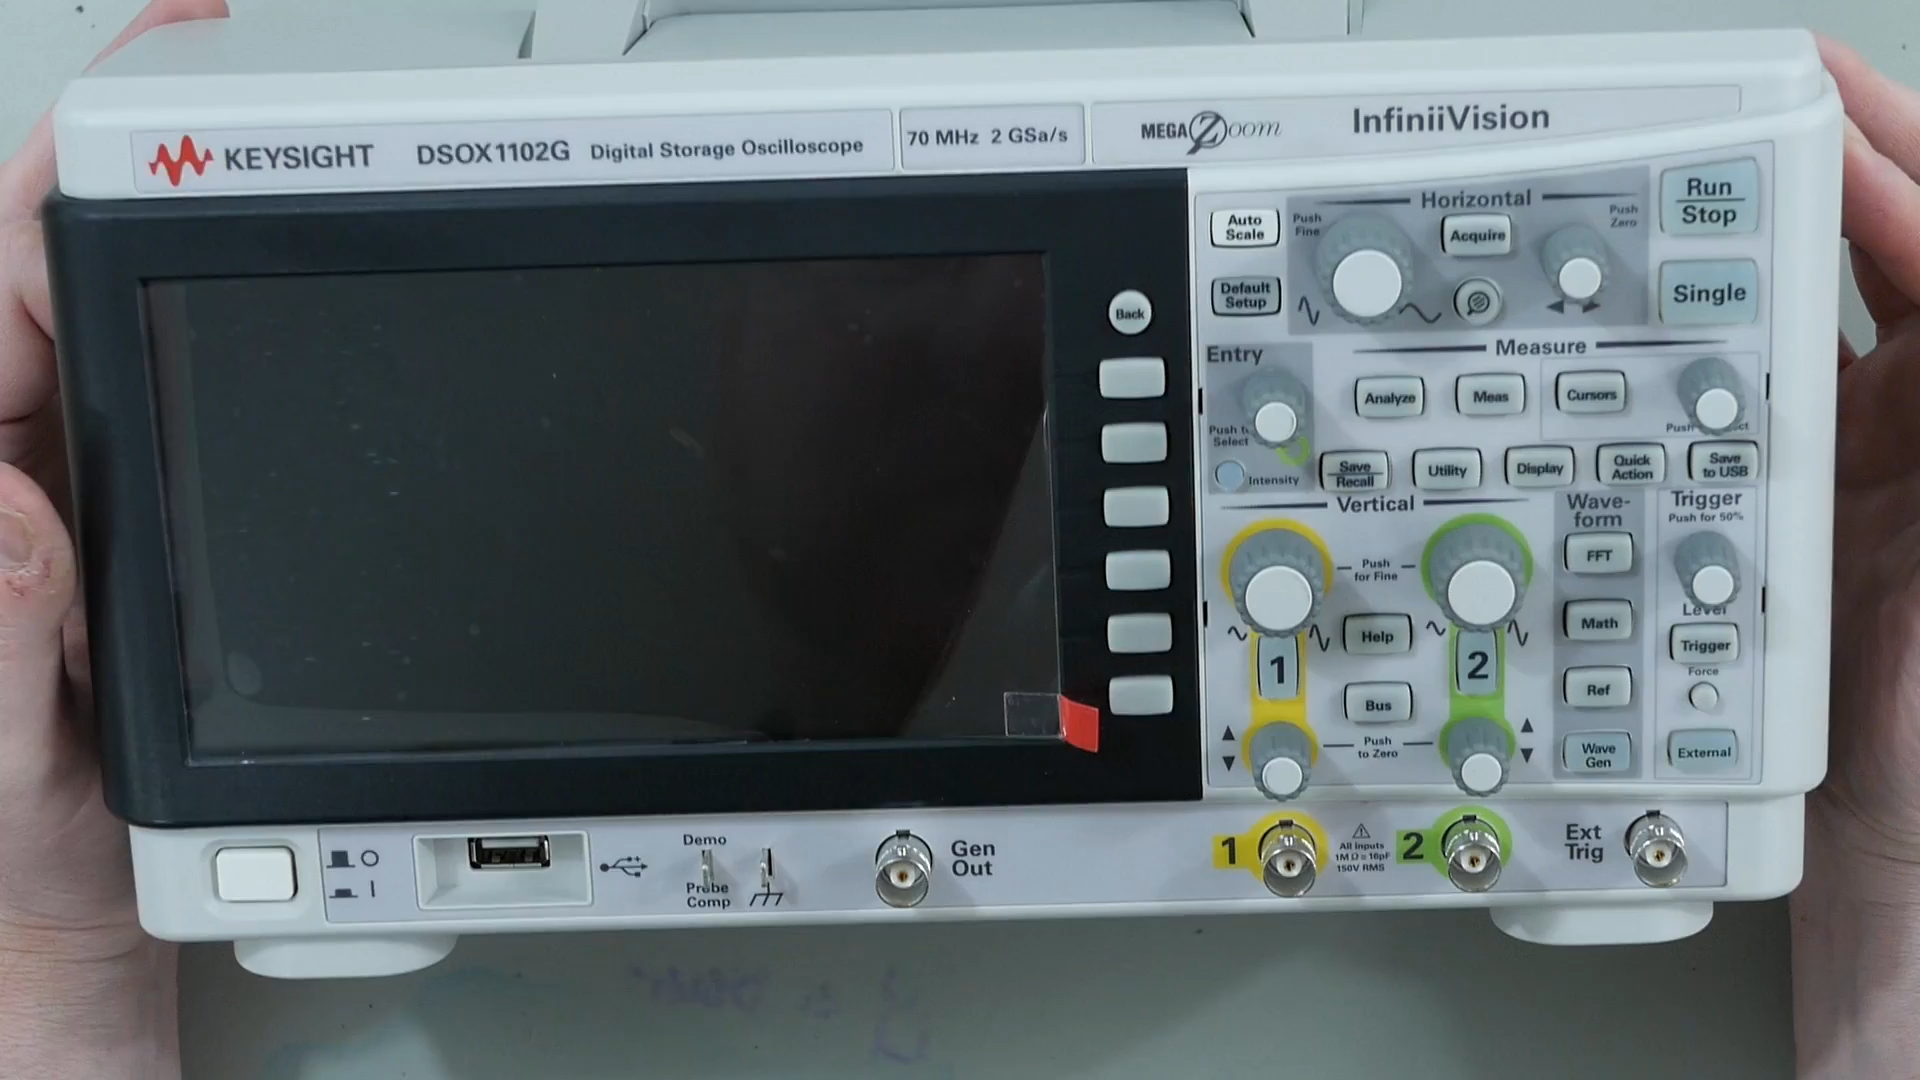 KEYSIGHT DSOX1102G Digital Storage Oscilloscope
70 MHz 2 GSa/s
MEGA Zoom
InfiniiVision
Auto
Scale
Push
Fine
Horizontal
Acquire
Push
Zero
Run
Stop
Default
Setup
Single
Back
Entry
Measure
Analyze
Meas
Cursors
Push
Select
Push
Intensity
Save
Recall
Utility
Display
Quick
Action
Save
to USB
Vertical
Wave-
form
Trigger
Push for 50%
Push
for Fine
FFT
Level
Help
Math
Trigger
1
2
Force
Bus
Ref
Push
to Zero
Wave
Gen
External
Demo
Probe
Comp
Gen
Out
1
All Inputs
1MΩ≅16pF
150V RMS
2
Ext
Trig